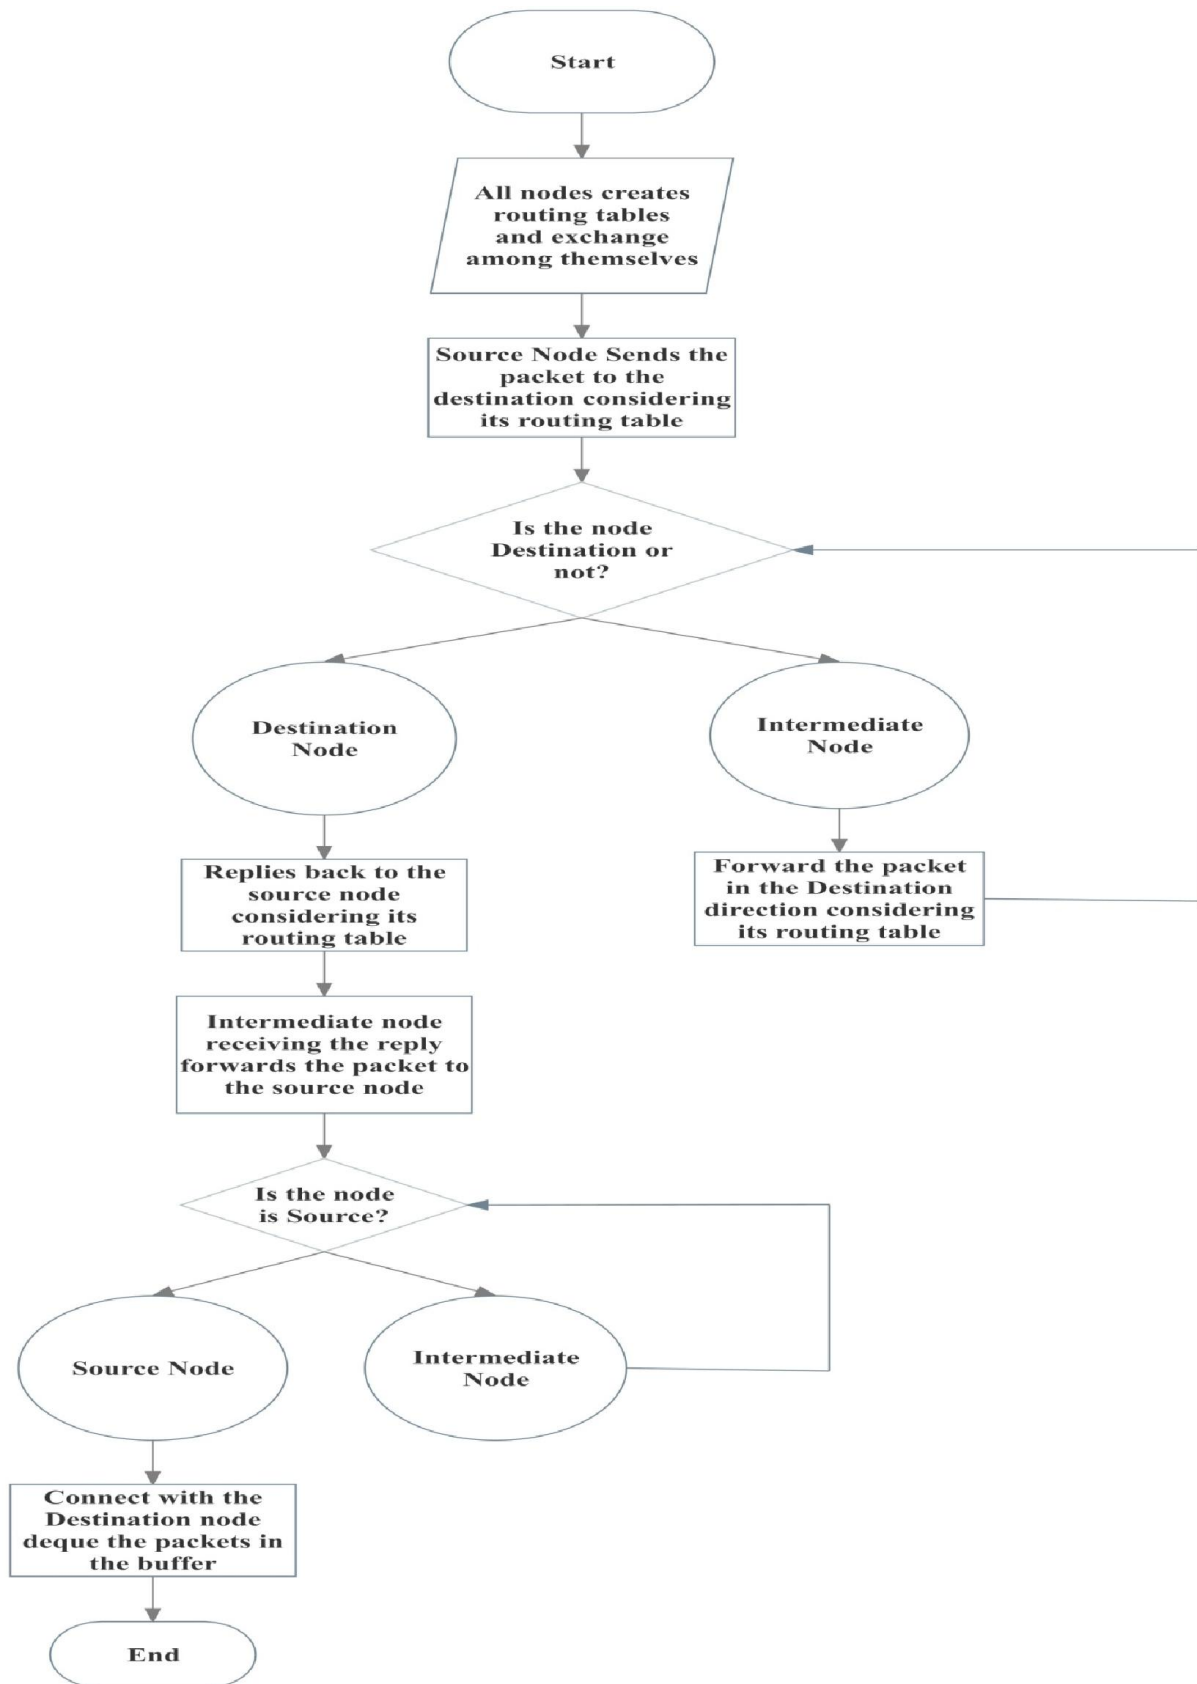 Start
All nodes creates
routing tables
and exchange
among themselves
Source Node Sends the
packet to the
destination considering
its routing table
Is the node
Destination or
not?
Destination
Node
Intermediate
Node
Replies back to the
source node
considering its
routing table
Forward the packet
in the Destination
direction considering
its routing table
Intermediate node
receiving the reply
forwards the packet to
the source node
Is the node
is Source?
Source Node
Intermediate
Node
Connect with the
Destination node
deque the packets in
the buffer
End